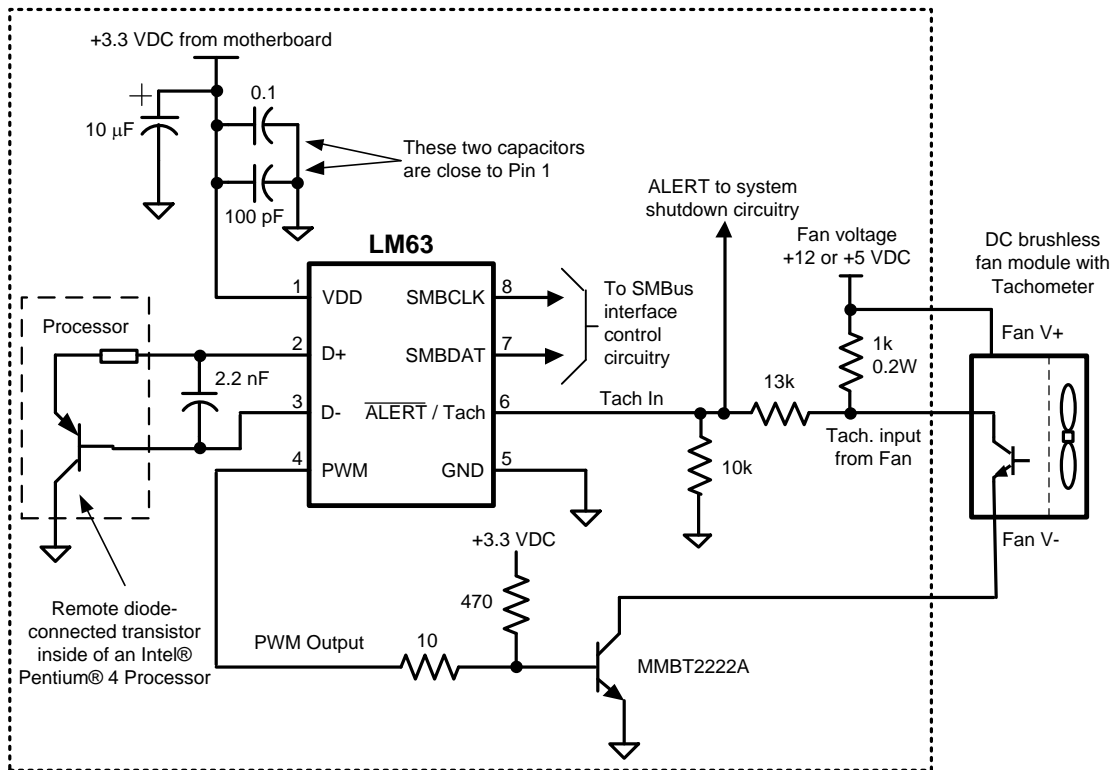 +3.3 VDC from motherboard
+
10 µF
0.1
100 pF
These two capacitors
are close to Pin 1
ALERT to system
shutdown circuitry
Fan voltage
+12 or +5 VDC
DC brushless
fan module with
Tachometer
LM63
1
VDD
SMBCLK
8
To SMBus
interface
control
circuitry
Processor
2
D+
SMBDAT
7
2.2 nF
3
D-
ALERT / Tach
6
Tach In
13k
1k
0.2W
Fan V+
4
PWM
GND
5
10k
Tach. input
from Fan
Fan V-
+3.3 VDC
470
Remote diode-
connected transistor
inside of an Intel®
Pentium® 4 Processor
PWM Output
10
MMBT2222A